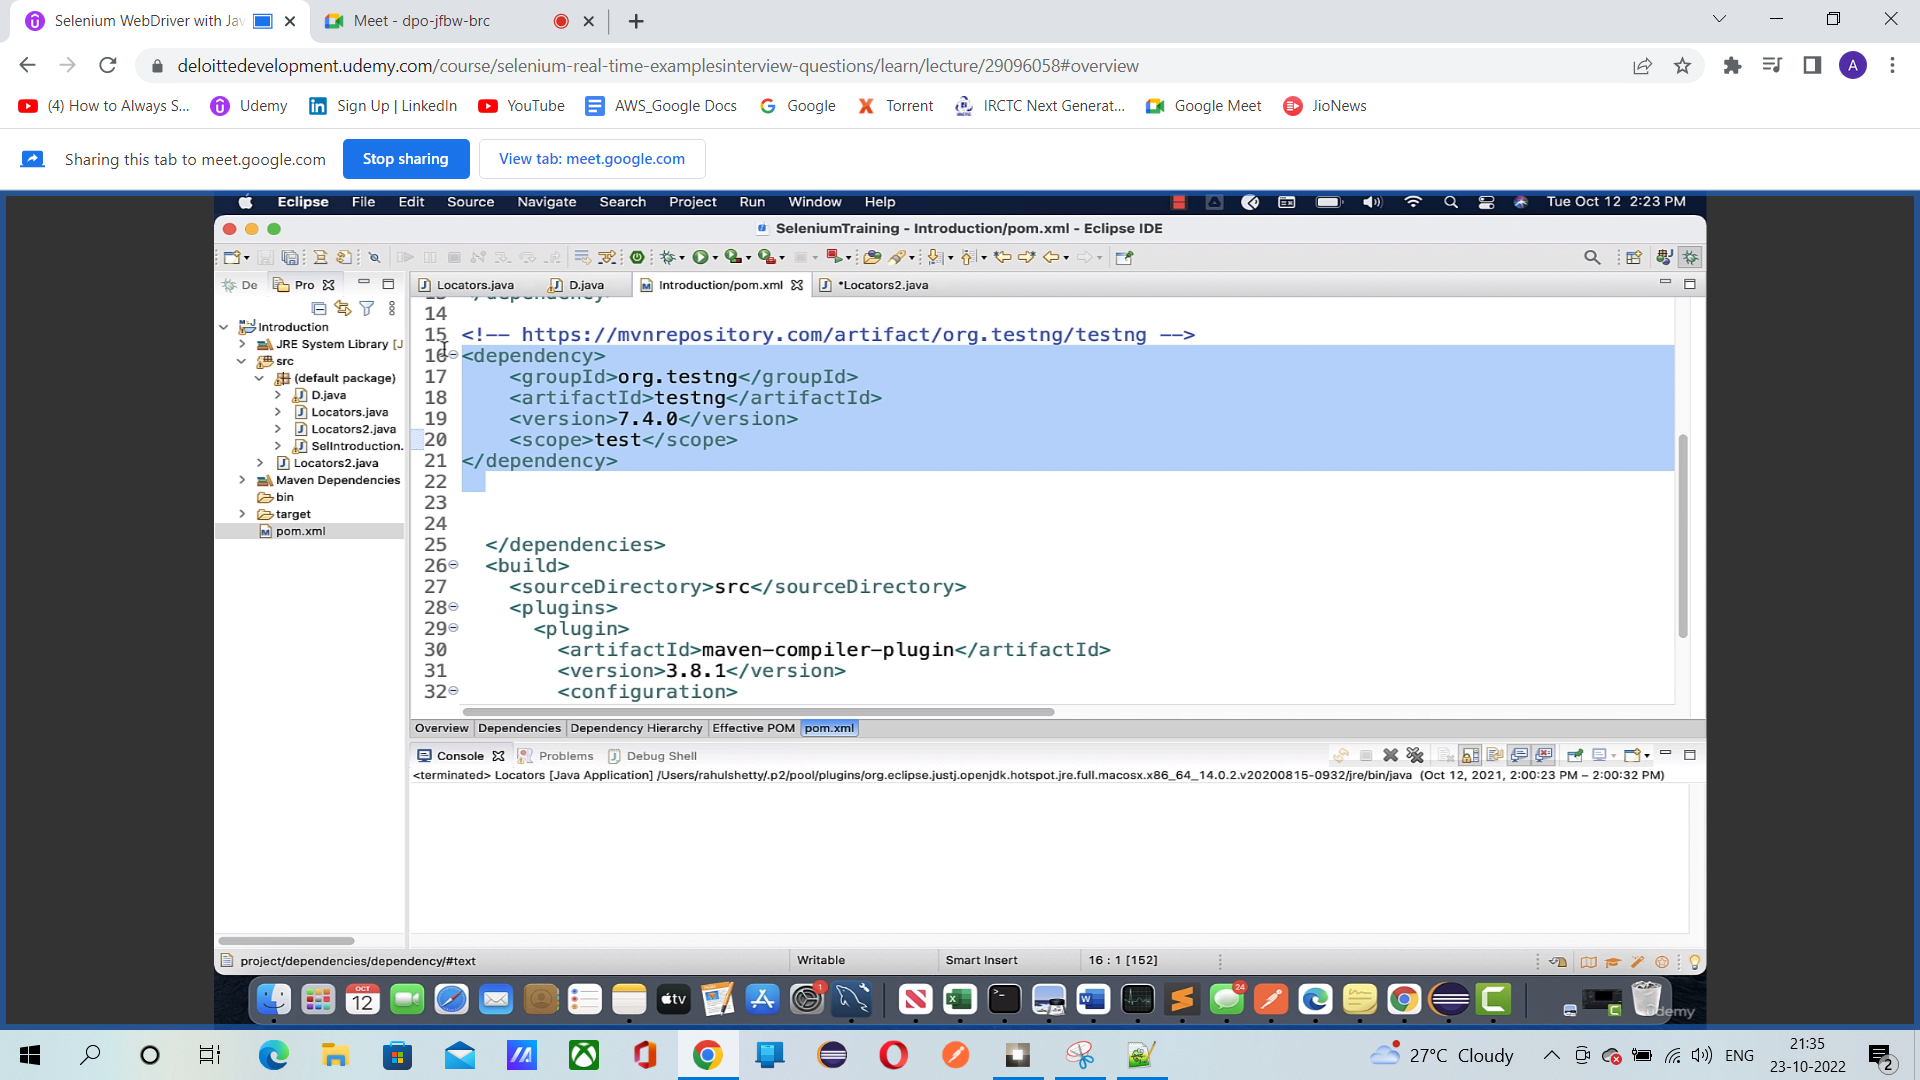 Selenium WebDriver with Jav
Meet - dpo-jfbw-brc
deloittedevelopment.udemy.com/course/selenium-real-time-examplesinterview-questions/learn/lecture/29096058#overview
A
(4) How to Always S...
Udemy
Sign Up | LinkedIn
YouTube
AWS_Google Docs
Google
Torrent
IRCTC Next Generat...
Google Meet
JioNews
Sharing this tab to meet.google.com
Stop sharing
View tab: meet.google.com
Eclipse File Edit Source Navigate Search Project Run Window Help
Tue Oct 12 2:23 PM
SeleniumTraining - Introduction/pom.xml - Eclipse IDE
De
Pro
Locators.java
D.java
Introduction/pom.xml
*Locators2.java
Introduction
JRE System Library [J
src
(default package)
D.java
Locators.java
Locators2.java
SelIntroduction.
Locators2.java
Maven Dependencies
bin
target
pom.xml
13 </dependency>
14
15 <!-- https://mvnrepository.com/artifact/org.testng/testng -->
16 <dependency>
17 <groupId>org.testng</groupId>
18 <artifactId>testng</artifactId>
19 <version>7.4.0</version>
20 <scope>test</scope>
21 </dependency>
22
23
24
25 </dependencies>
26 <build>
27 <sourceDirectory>src</sourceDirectory>
28 <plugins>
29 <plugin>
30 <artifactId>maven-compiler-plugin</artifactId>
31 <version>3.8.1</version>
32 <configuration>
Overview Dependencies Dependency Hierarchy Effective POM pom.xml
Console
Problems
Debug Shell
<terminated> Locators [Java Application] /Users/rahulshetty/.p2/pool/plugins/org.eclipse.justj.openjdk.hotspot.jre.full.macosx.x86_64_14.0.2.v20200815-0932/jre/bin/java (Oct 12, 2021, 2:00:23 PM – 2:00:32 PM)
project/dependencies/dependency/#text
Writable
Smart Insert
16 : 1 [152]
OCT
12
tv
1
24
udemy
27°C Cloudy
ENG
21:35
23-10-2022
2